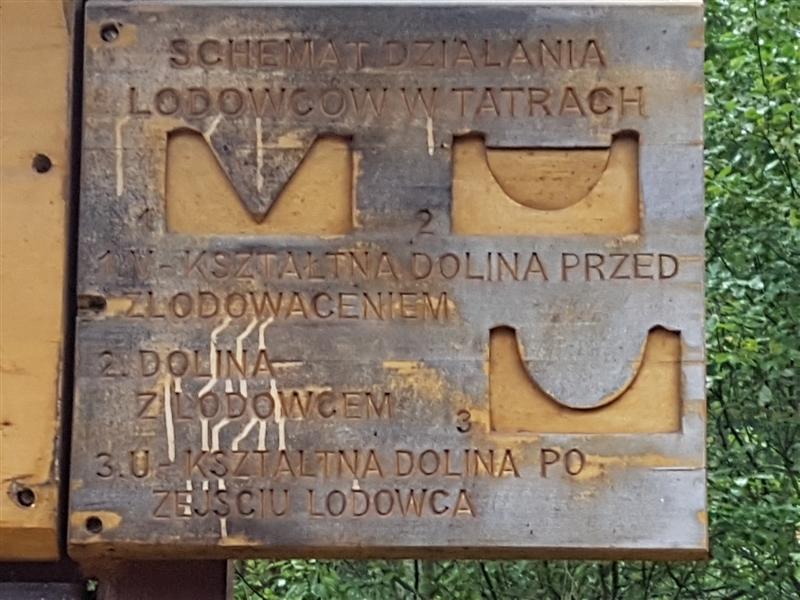 SCHEMAT DZIAŁANIA
LODOWCÓW W TATRACH
1 2
1. V - KSZTAŁTNA DOLINA PRZED
ZLODOWACENIEM
2. DOLINA
Z LODOWCEM
3
3. U - KSZTAŁTNA DOLINA PO
ZEJŚCIU LODOWCA